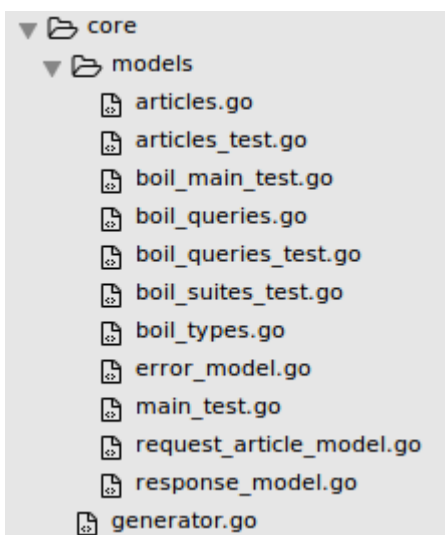 core
models
articles.go
articles_test.go
boil_main_test.go
boil_queries.go
boil_queries_test.go
boil_suites_test.go
boil_types.go
error_model.go
main_test.go
request_article_model.go
response_model.go
generator.go